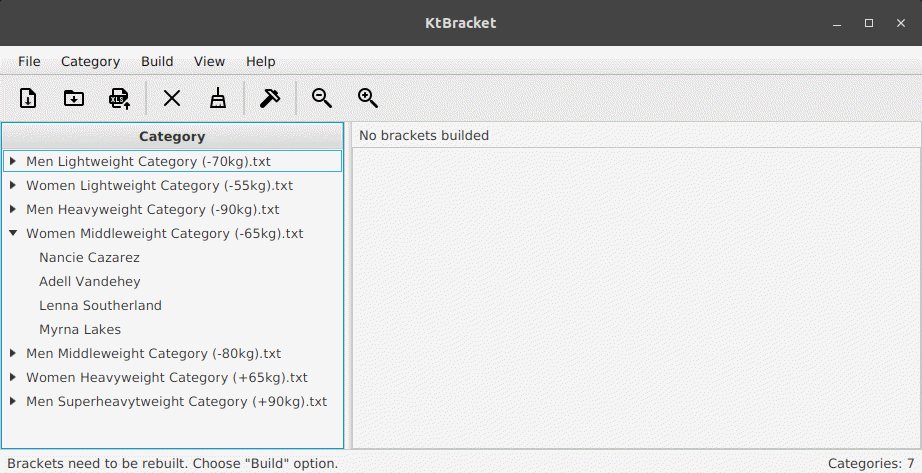 KtBracket
File Category Build View Help
XLS
Category
No brackets builded
Men Lightweight Category (-70kg).txt
Women Lightweight Category (-55kg).txt
Men Heavyweight Category (-90kg).txt
Women Middleweight Category (-65kg).txt
Nancie Cazarez
Adell Vandehey
Lenna Southerland
Myrna Lakes
Men Middleweight Category (-80kg).txt
Women Heavyweight Category (+65kg).txt
Men Superheavytweight Category (+90kg).txt
Brackets need to be rebuilt. Choose "Build" option.
Categories: 7